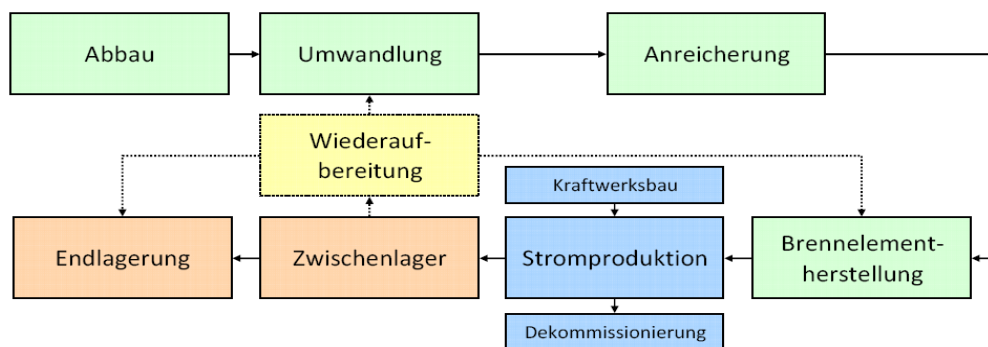 Abbau
Umwandlung
Anreicherung
Wiederauf-
bereitung
Kraftwerksbau
Endlagerung
Zwischenlager
Stromproduktion
Brennelement-
herstellung
Dekommissionierung